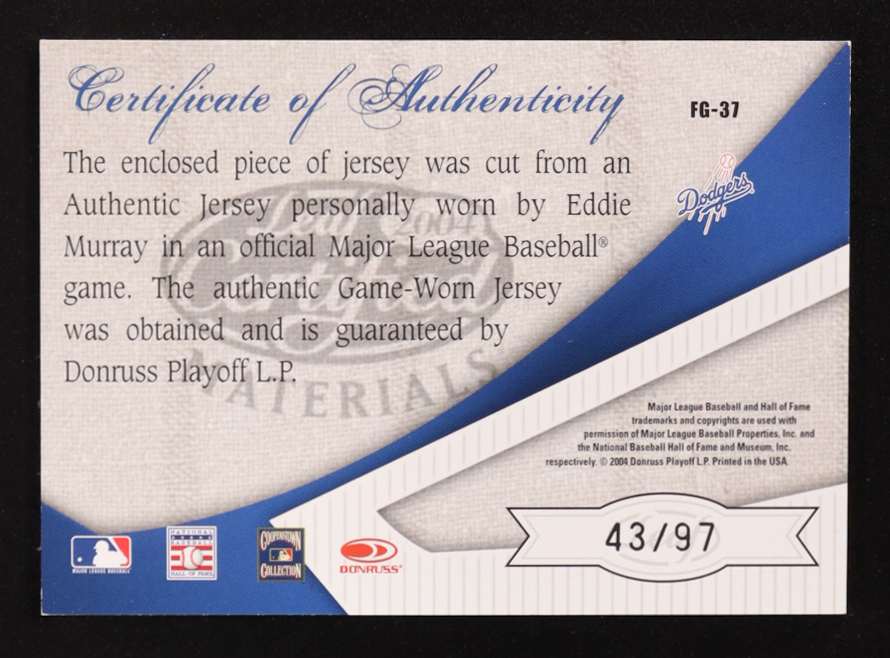 Certificate of Authenticity
FG-37
The enclosed piece of jersey was cut from an
Authentic Jersey personally worn by Eddie
Murray in an official Major League Baseball®
game. The authentic Game-Worn Jersey
was obtained and is guaranteed by
Donruss Playoff L.P.
Dodgers
2004
MATERIALS
Major League Baseball and Hall of Fame
trademarks and copyrights are used with
permission of Major League Baseball Properties, Inc. and
the National Baseball Hall of Fame and Museum, Inc.
respectively. © 2004 Donruss Playoff L.P. Printed in the USA
43/97
MAJOR LEAGUE BASEBALL
NATIONAL
BASEBALL
HALL OF FAME
COOPERSTOWN
COLLECTION
DONRUSS